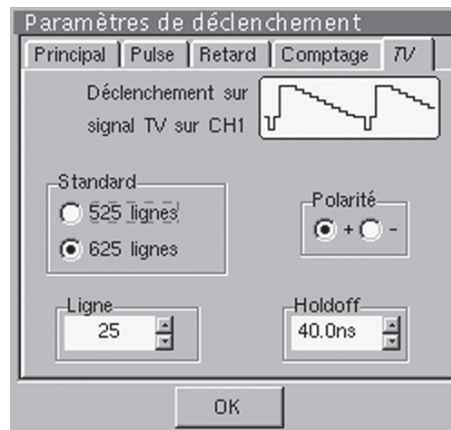 Paramètres de déclenchement
Principal Pulse Retard Comptage TV
Déclenchement sur
signal TV sur CH1
Standard
525 lignes
625 lignes
Polarité
+ -
Ligne
25
Holdoff
40.0ns
OK